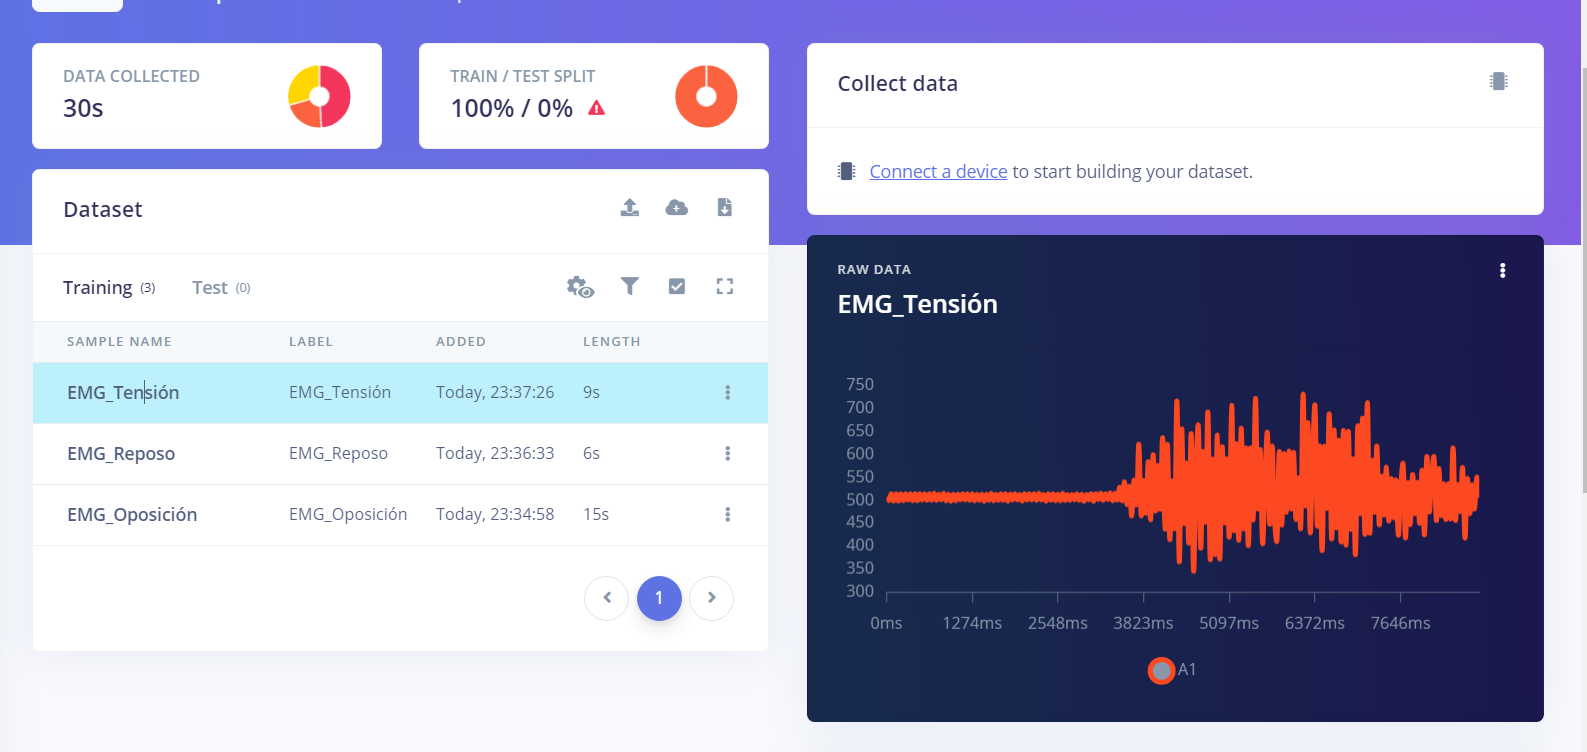 DATA COLLECTED
30s
TRAIN / TEST SPLIT
100% / 0%
Collect data
Connect a device to start building your dataset.
Dataset
Training (3) Test (0)
SAMPLE NAME LABEL ADDED LENGTH
EMG_Tensión EMG_Tensión Today, 23:37:26 9s
EMG_Reposo EMG_Reposo Today, 23:36:33 6s
EMG_Oposición EMG_Oposición Today, 23:34:58 15s
1
RAW DATA
EMG_Tensión
750
700
650
600
550
500
450
400
350
300
0ms 1274ms 2548ms 3823ms 5097ms 6372ms 7646ms
A1